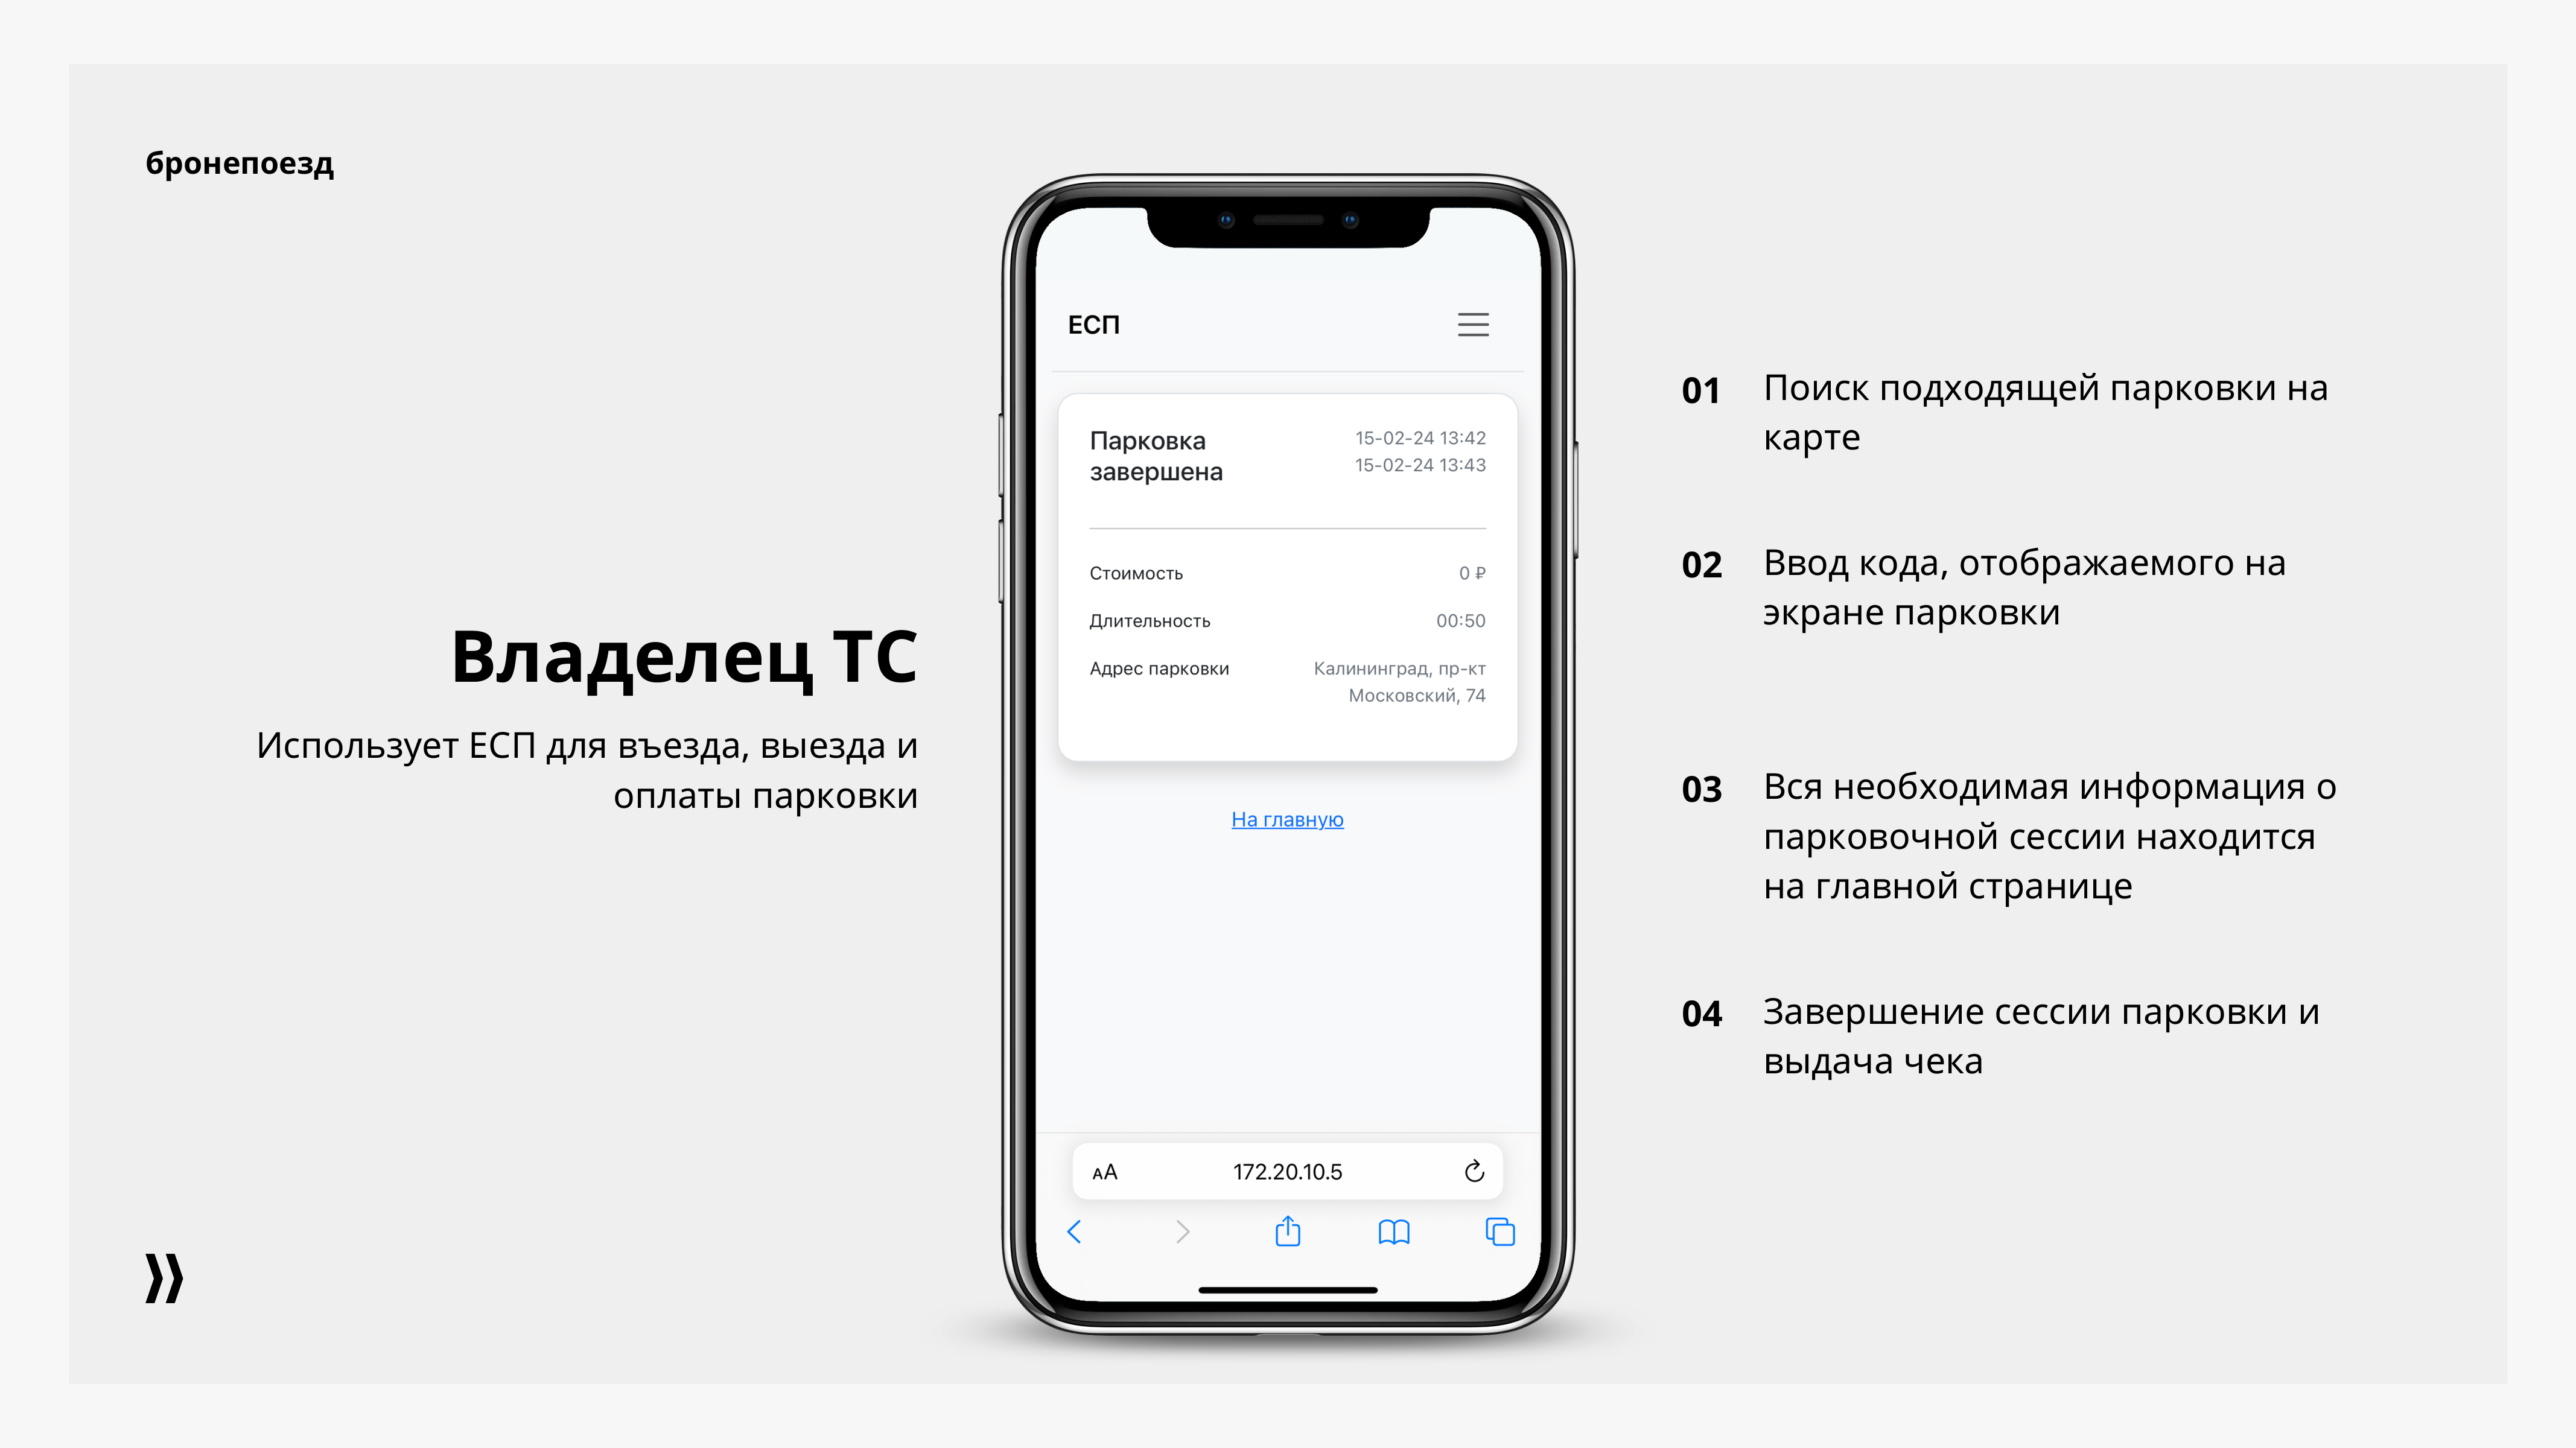 бронепоезд
Владелец ТС
Использует ЕСП для въезда, выезда и
оплаты парковки
ЕСП
Парковка
завершена
15-02-24 13:42
15-02-24 13:43
Стоимость 0 ₽
Длительность 00:50
Адрес парковки Калининград, пр-кт
Московский, 74
На главную
AA 172.20.10.5
01 Поиск подходящей парковки на
карте
02 Ввод кода, отображаемого на
экране парковки
03 Вся необходимая информация о
парковочной сессии находится
на главной странице
04 Завершение сессии парковки и
выдача чека